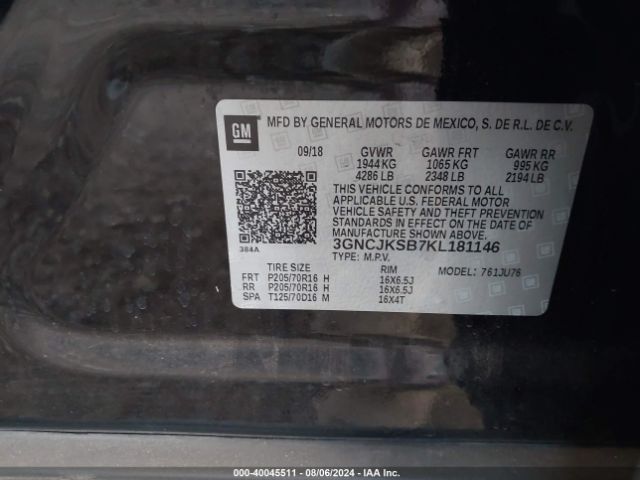 GM
MFD BY GENERAL MOTORS DE MEXICO, S. DE R.L. DE C.V.
09/18 GVWR GAWR FRT GAWR RR
1944 KG 1065 KG 995 KG
4286 LB 2348 LB 2194 LB
THIS VEHICLE CONFORMS TO ALL
APPLICABLE U.S. FEDERAL MOTOR
VEHICLE SAFETY AND THEFT PREVENTION
STANDARDS IN EFFECT ON THE DATE OF
MANUFACTURE SHOWN ABOVE.
384A 3GNCJKSB7KL181146
TYPE: M.P.V.
TIRE SIZE RIM MODEL: 761JU76
FRT P205/70R16 H 16X6.5J
RR P205/70R16 H 16X6.5J
SPA T125/70D16 M 16X4T
000-40045511 - 08/06/2024 - IAA Inc.